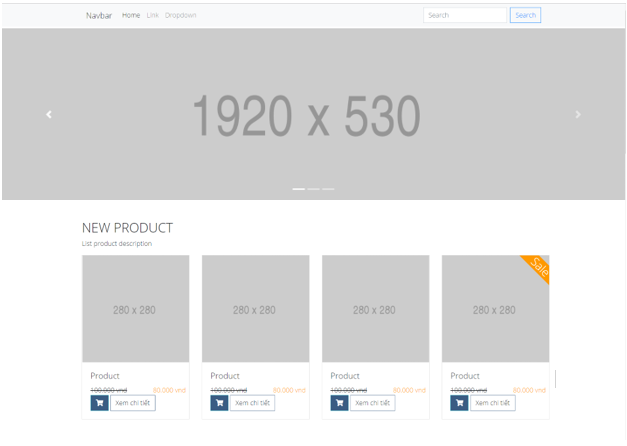 Navbar Home Link Dropdown Search Search
1920 x 530
NEW PRODUCT
List product description
280 x 280 280 x 280 280 x 280 280 x 280
Sale
Product Product Product Product
100.000 vnd 80.000 vnd 100.000 vnd 80.000 vnd 100.000 vnd 80.000 vnd 100.000 vnd 80.000 vnd
Xem chi tiết Xem chi tiết Xem chi tiết Xem chi tiết